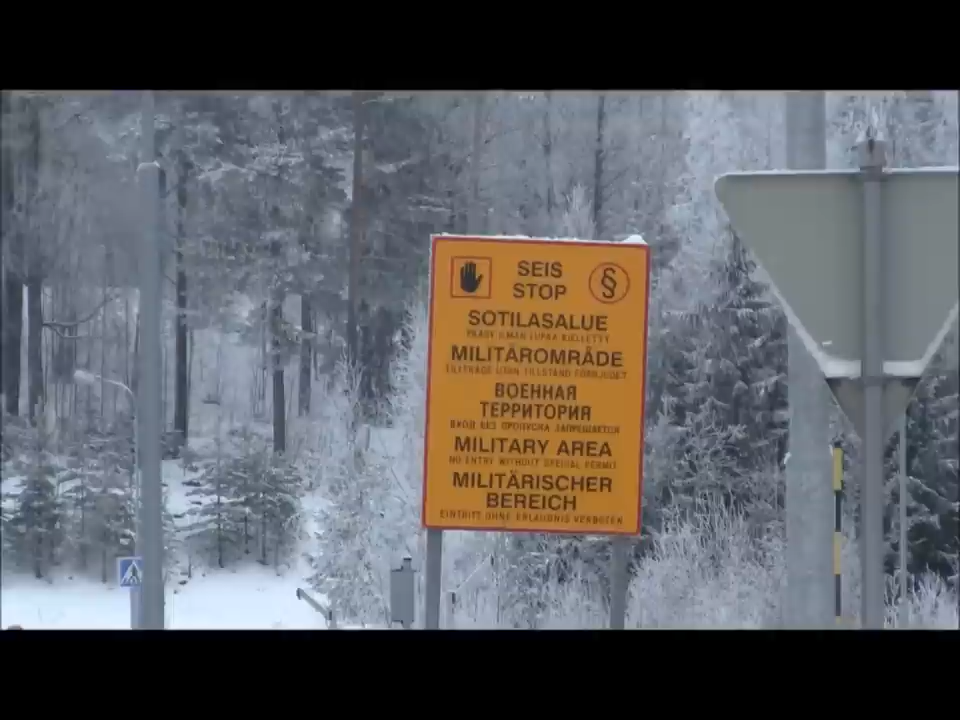 SEIS
STOP
§
SOTILASALUE
PÄÄSY ILMAN LUPAA KIELLETTY
MILITÄROMRÅDE
TILLTRÄDE UTAN TILLSTÅND FÖRBJUDET
ВОЕННАЯ
ТЕРРИТОРИЯ
ВХОД БЕЗ ПРОПУСКА ЗАПРЕЩАЕТСЯ
MILITARY AREA
NO ENTRY WITHOUT SPECIAL PERMIT
MILITÄRISCHER
BEREICH
EINTRITT OHNE ERLAUBNIS VERBOTEN